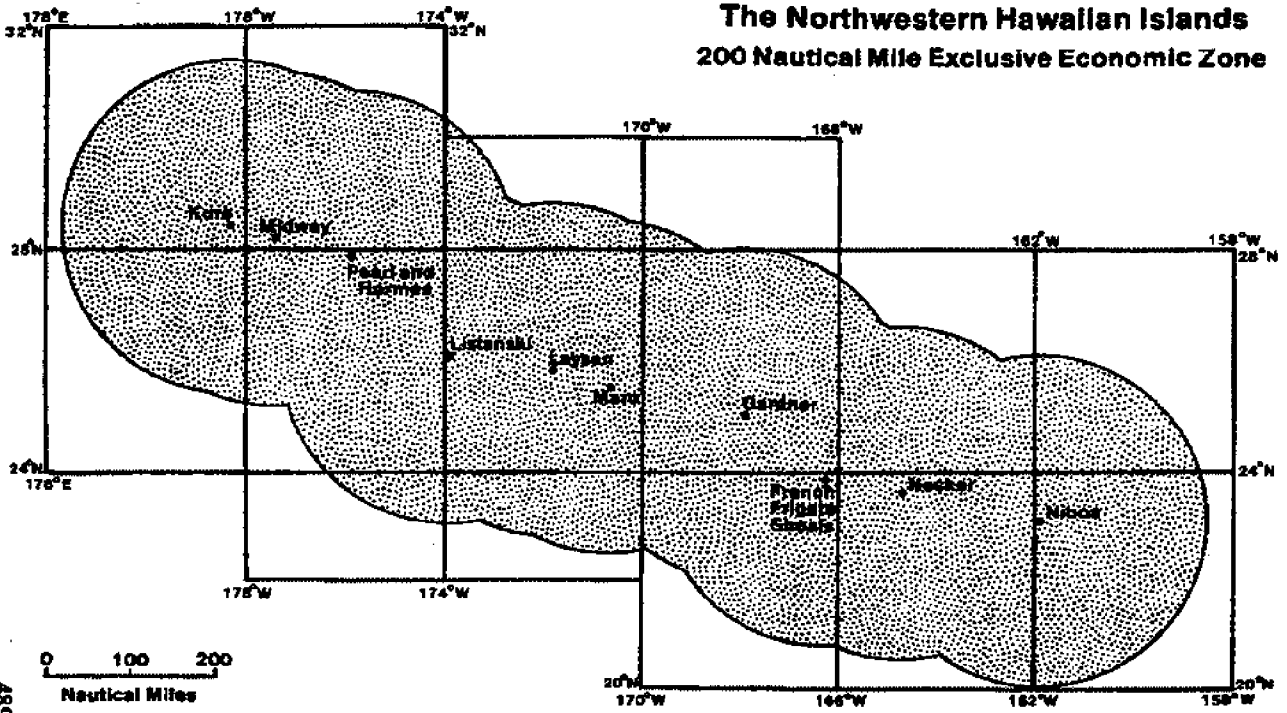 The Northwestern Hawaiian Islands
200 Nautical Mile Exclusive Economic Zone
178°E
178°W
174°W
32°N
32°N
170°W
166°W
Kure
Midway
28°N
162°W
158°W
28°N
Pearl and
Hermes
Lisianski
Laysan
Maro
Gardner
24°N
24°N
178°E
French
Frigate
Shoals
Necker
Nihoa
178°W
174°W
0 100 200
Nautical Miles
20°N
20°N
170°W
166°W
162°W
158°W